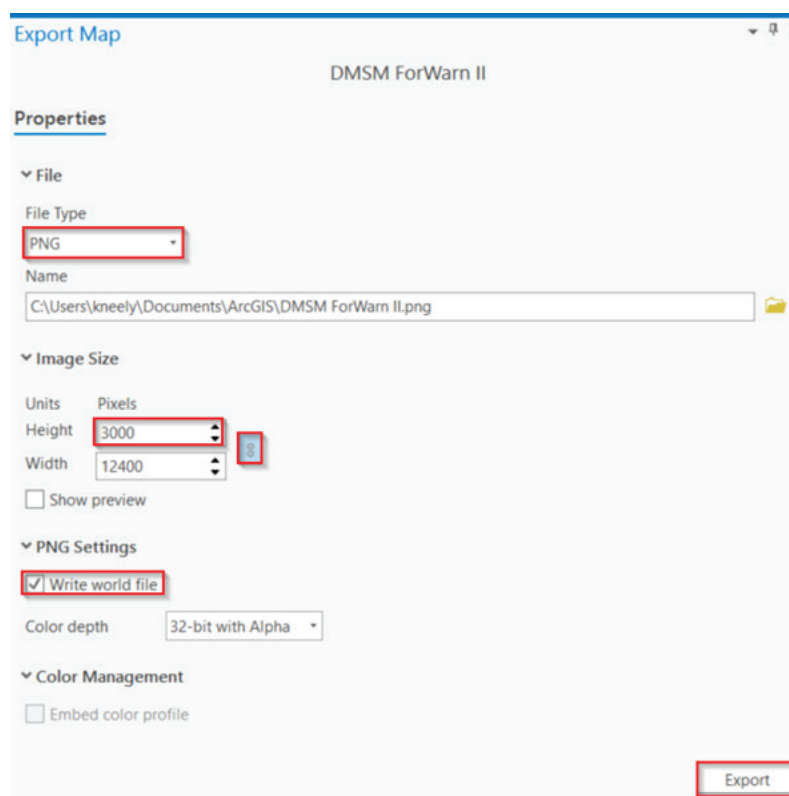 Export Map
DMSM ForWarn II
Properties
File
File Type
PNG
Name
C:\Users\kneely\Documents\ArcGIS\DMSM ForWarn II.png
Image Size
Units Pixels
Height 3000
Width 12400
Show preview
PNG Settings
Write world file
Color depth 32-bit with Alpha
Color Management
Embed color profile
Export